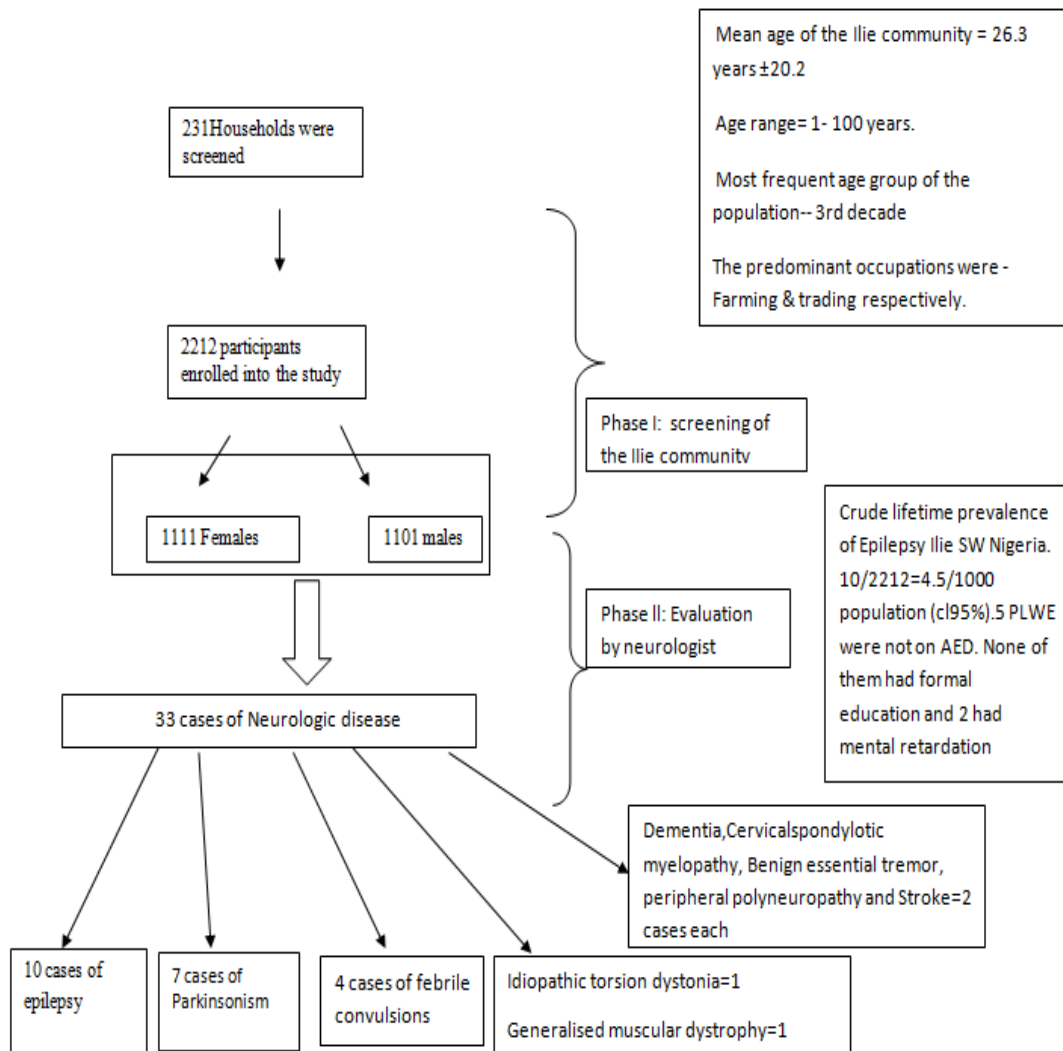 Mean age of the Ilie community = 26.3
years ±20.2
Age range= 1- 100 years.
Most frequent age group of the
population-- 3rd decade
The predominant occupations were -
Farming & trading respectively.
231Households were
screened
2212 participants
enrolled into the study
Phase I: screening of
the Ilie community
1111 Females
1101 males
Crude lifetime prevalence
of Epilepsy Ilie SW Nigeria.
10/2212=4.5/1000
population (cl95%).5 PLWE
were not on AED. None of
them had formal
education and 2 had
mental retardation
Phase ll: Evaluation
by neurologist
33 cases of Neurologic disease
Dementia,Cervicalspondylotic
myelopathy, Benign essential tremor,
peripheral polyneuropathy and Stroke=2
cases each
10 cases of
epilepsy
7 cases of
Parkinsonism
4 cases of febrile
convulsions
Idiopathic torsion dystonia=1
Generalised muscular dystrophy=1